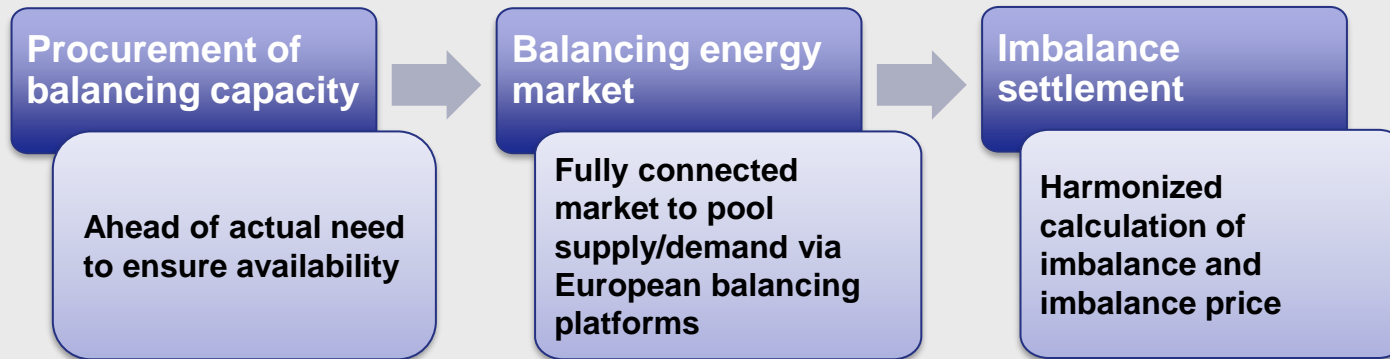 Procurement of
balancing capacity
Ahead of actual need
to ensure availability
Balancing energy
market
Fully connected
market to pool
supply/demand via
European balancing
platforms
Imbalance
settlement
Harmonized
calculation of
imbalance and
imbalance price